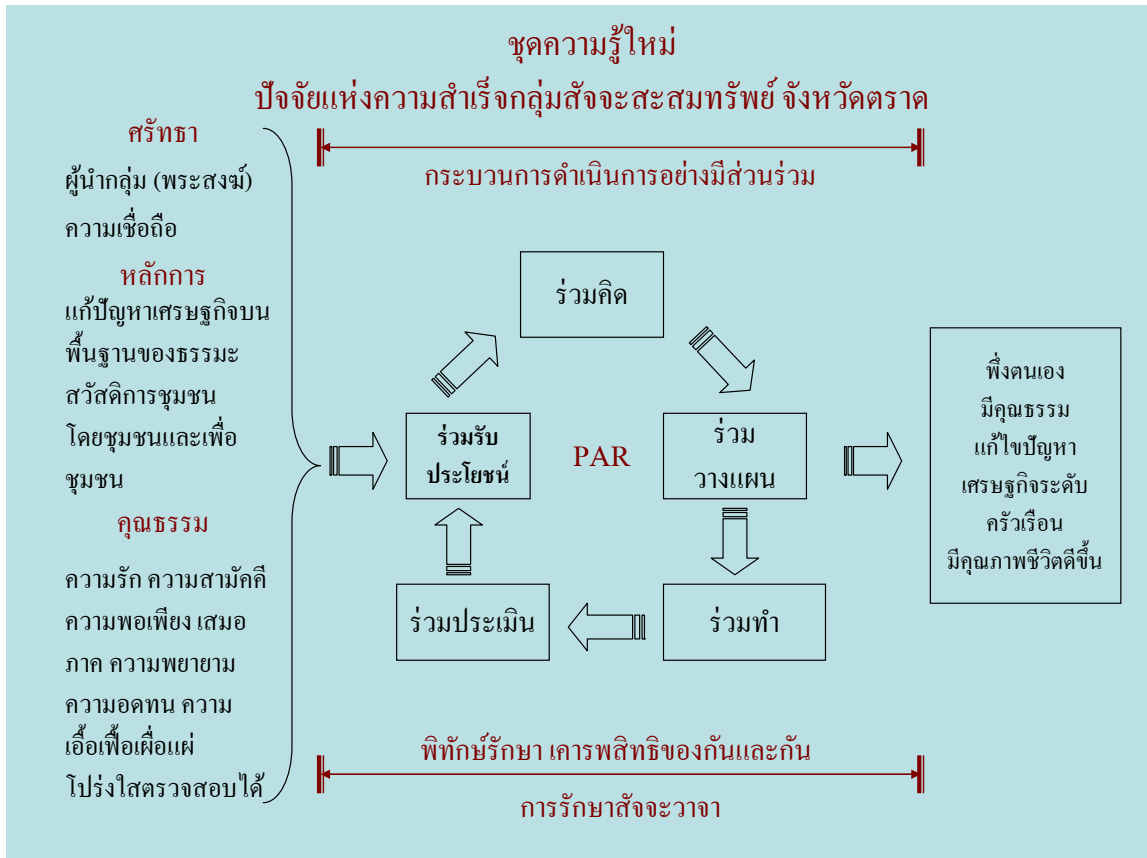 ชุดความรู้ใหม่
ปัจจัยแห่งความสำเร็จกลุ่มสัจจะสะสมทรัพย์ จังหวัดตราด
ศรัทธา
ผู้นำกลุ่ม (พระสงฆ์)
ความเชื่อถือ
หลักการ
แก้ปัญหาเศรษฐกิจบน
พื้นฐานของธรรมะ
สวัสดิการชุมชน
โดยชุมชนและเพื่อ
ชุมชน
คุณธรรม
ความรัก ความสามัคคี
ความพอเพียง เสมอ
ภาค ความพยายาม
ความอดทน ความ
เอื้อเฟื้อเผื่อแผ่
โปร่งใสตรวจสอบได้
กระบวนการดำเนินการอย่างมีส่วนร่วม
ร่วมคิด
ร่วมรับ
ประโยชน์
PAR
ร่วม
วางแผน
ร่วมประเมิน
ร่วมทำ
พึ่งตนเอง
มีคุณธรรม
แก้ไขปัญหา
เศรษฐกิจระดับ
ครัวเรือน
มีคุณภาพชีวิตดีขึ้น
พิทักษ์รักษา เคารพสิทธิของกันและกัน
การรักษาสัจจะวาจา